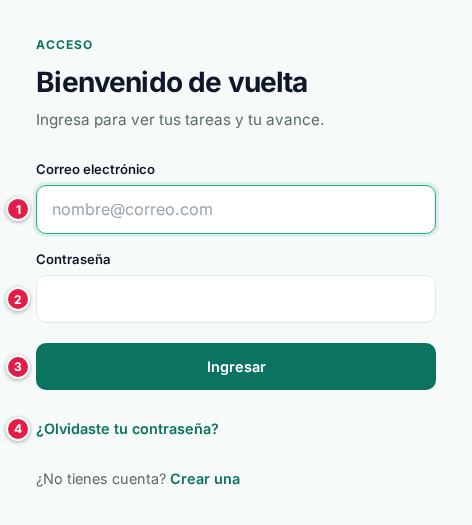 ACCESO
Bienvenido de vuelta
Ingresa para ver tus tareas y tu avance.
Correo electrónico
1 nombre@correo.com
Contraseña
2
3 Ingresar
4 ¿Olvidaste tu contraseña?
¿No tienes cuenta? Crear una